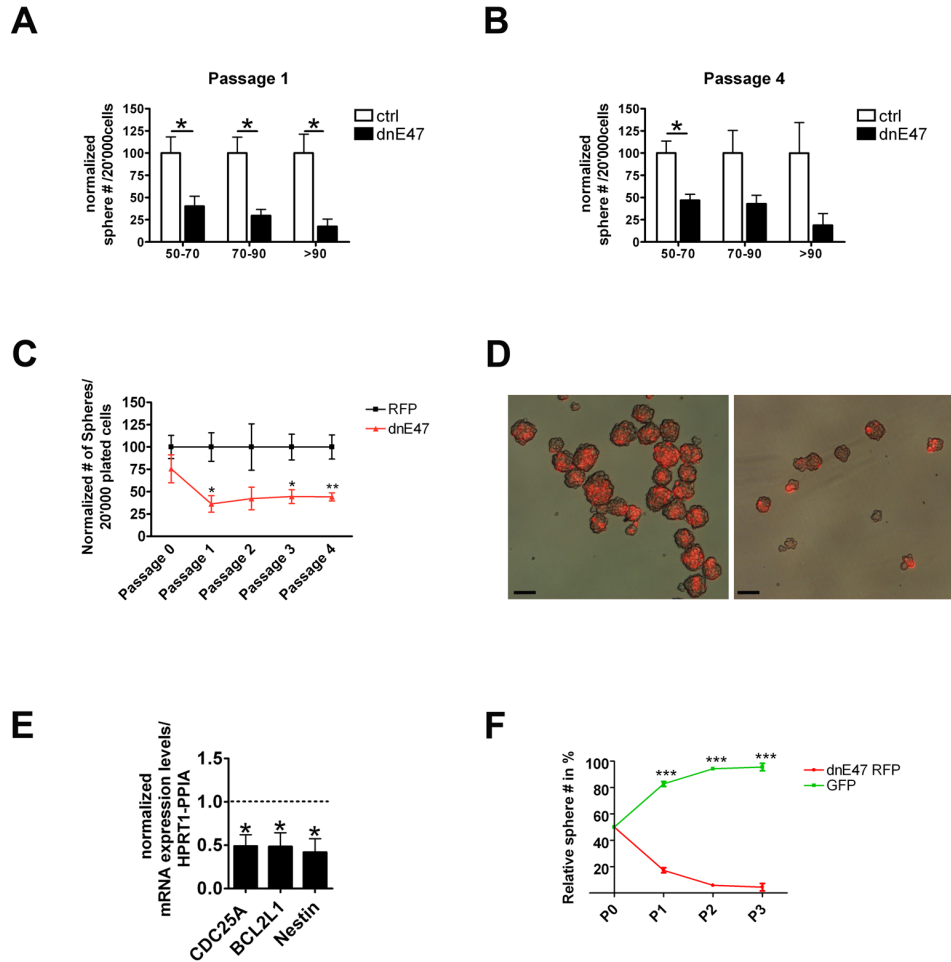 A
Passage 1
normalized
sphere # /20'000cells
150
125
100
75
50
25
0
*
*
*
50-70
70-90
>90
ctrl
dnE47
B
Passage 4
normalized
sphere # /20'000cells
150
125
100
75
50
25
0
*
50-70
70-90
>90
ctrl
dnE47
C
Normalized # of Spheres/
20'000 plated cells
150
125
100
75
50
25
0
*
*
**
Passage 0
Passage 1
Passage 2
Passage 3
Passage 4
RFP
dnE47
D
E
normalized
mRNA expression levels/
HPRT1-PPIA
1.5
1.0
0.5
0.0
*
*
*
CDC25A
BCL2L1
Nestin
F
Relative sphere # in %
100
80
60
40
20
***
***
***
P0
P1
P2
P3
dnE47 RFP
GFP